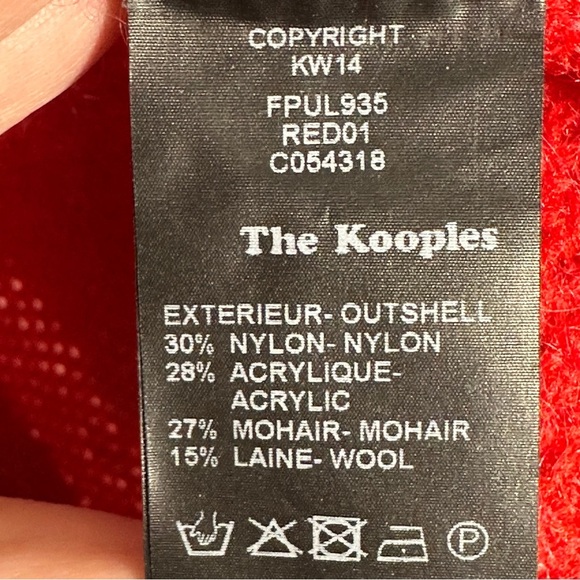 COPYRIGHT
KW14
FPUL935
RED01
C054318
The Kooples
EXTERIEUR- OUTSHELL
30% NYLON- NYLON
28% ACRYLIQUE-
ACRYLIC
27% MOHAIR- MOHAIR
15% LAINE- WOOL
P